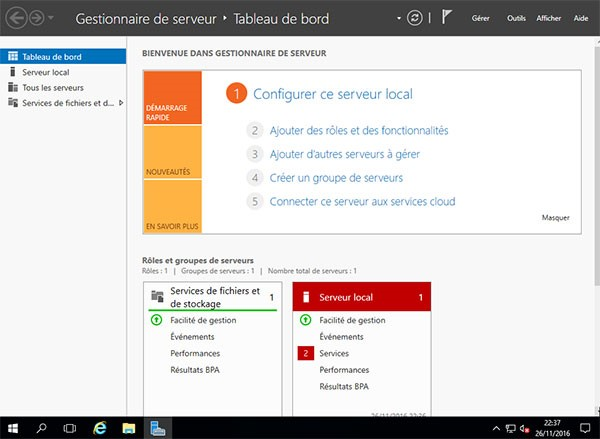 Gestionnaire de serveur ▸ Tableau de bord
Gérer Outils Afficher Aide
Tableau de bord
Serveur local
Tous les serveurs
Services de fichiers et d...
BIENVENUE DANS GESTIONNAIRE DE SERVEUR
DÉMARRAGE
RAPIDE
NOUVEAUTÉS
EN SAVOIR PLUS
1 Configurer ce serveur local
2 Ajouter des rôles et des fonctionnalités
3 Ajouter d'autres serveurs à gérer
4 Créer un groupe de serveurs
5 Connecter ce serveur aux services cloud
Masquer
Rôles et groupes de serveurs
Rôles : 1 | Groupes de serveurs : 1 | Nombre total de serveurs : 1
Services de fichiers et
de stockage
1
Facilité de gestion
Événements
Performances
Résultats BPA
Serveur local 1
Facilité de gestion
Événements
2 Services
Performances
Résultats BPA
26/11/2016 22:36
22:37
26/11/2016